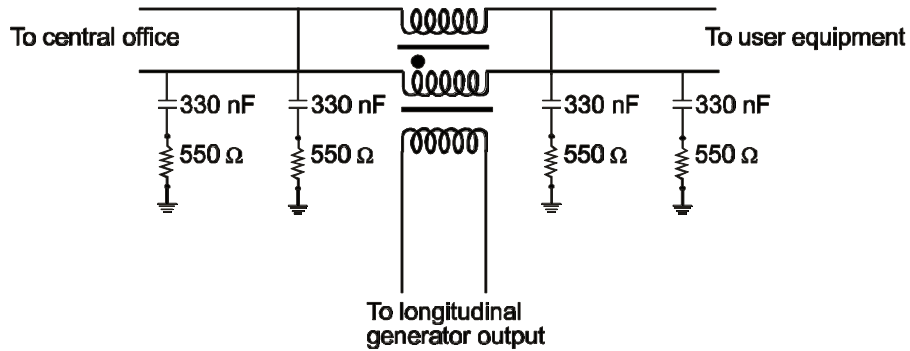 To central office
To user equipment
330 nF
330 nF
330 nF
330 nF
550 Ω
550 Ω
550 Ω
550 Ω
To longitudinal
generator output